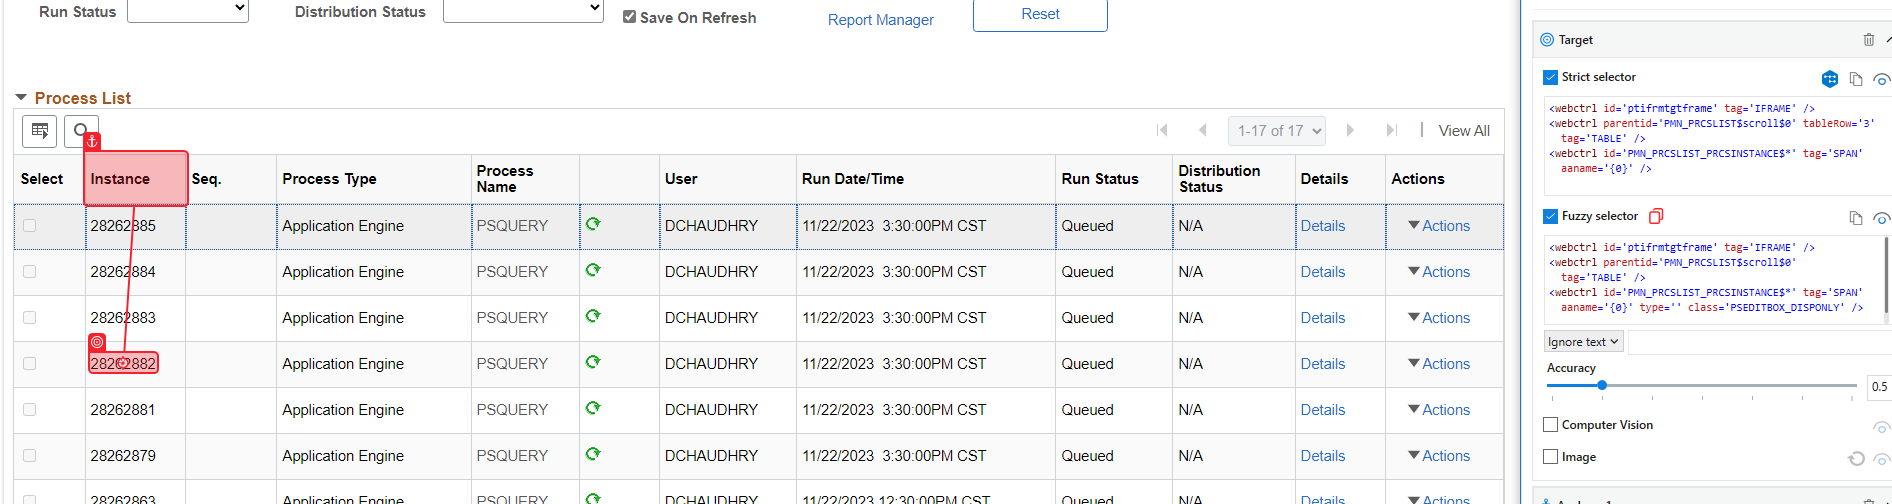 Run Status
Distribution Status
Save On Refresh
Report Manager
Reset
Process List
1-17 of 17
View All
Select Instance Seq. Process Type Process Name User Run Date/Time Run Status Distribution Status Details Actions
28262885 Application Engine PSQUERY DCHAUDHRY 11/22/2023 3:30:00PM CST Queued N/A Details Actions
28262884 Application Engine PSQUERY DCHAUDHRY 11/22/2023 3:30:00PM CST Queued N/A Details Actions
28262883 Application Engine PSQUERY DCHAUDHRY 11/22/2023 3:30:00PM CST Queued N/A Details Actions
28262882 Application Engine PSQUERY DCHAUDHRY 11/22/2023 3:30:00PM CST Queued N/A Details Actions
28262881 Application Engine PSQUERY DCHAUDHRY 11/22/2023 3:30:00PM CST Queued N/A Details Actions
28262879 Application Engine PSQUERY DCHAUDHRY 11/22/2023 3:30:00PM CST Queued N/A Details Actions
28262863 Application Engine PSQUERY DCHAUDHRY 11/22/2023 12:30:00PM CST Queued N/A Details Actions
Target
Strict selector
<webctrl id='ptifrmtgtframe' tag='IFRAME' />
<webctrl parentid='PMN_PRCSLIST$scroll$0' tableRow='3'
tag='TABLE' />
<webctrl id='PMN_PRCSLIST_PRCSINSTANCE$*' tag='SPAN'
aaname='{0}' />
Fuzzy selector
<webctrl id='ptifrmtgtframe' tag='IFRAME' />
<webctrl parentid='PMN_PRCSLIST$scroll$0'
tag='TABLE' />
<webctrl id='PMN_PRCSLIST_PRCSINSTANCE$*' tag='SPAN'
aaname='{0}' type='' class='PSEDITBOX_DISPONLY' />
Ignore text
Accuracy
0.5
Computer Vision
Image